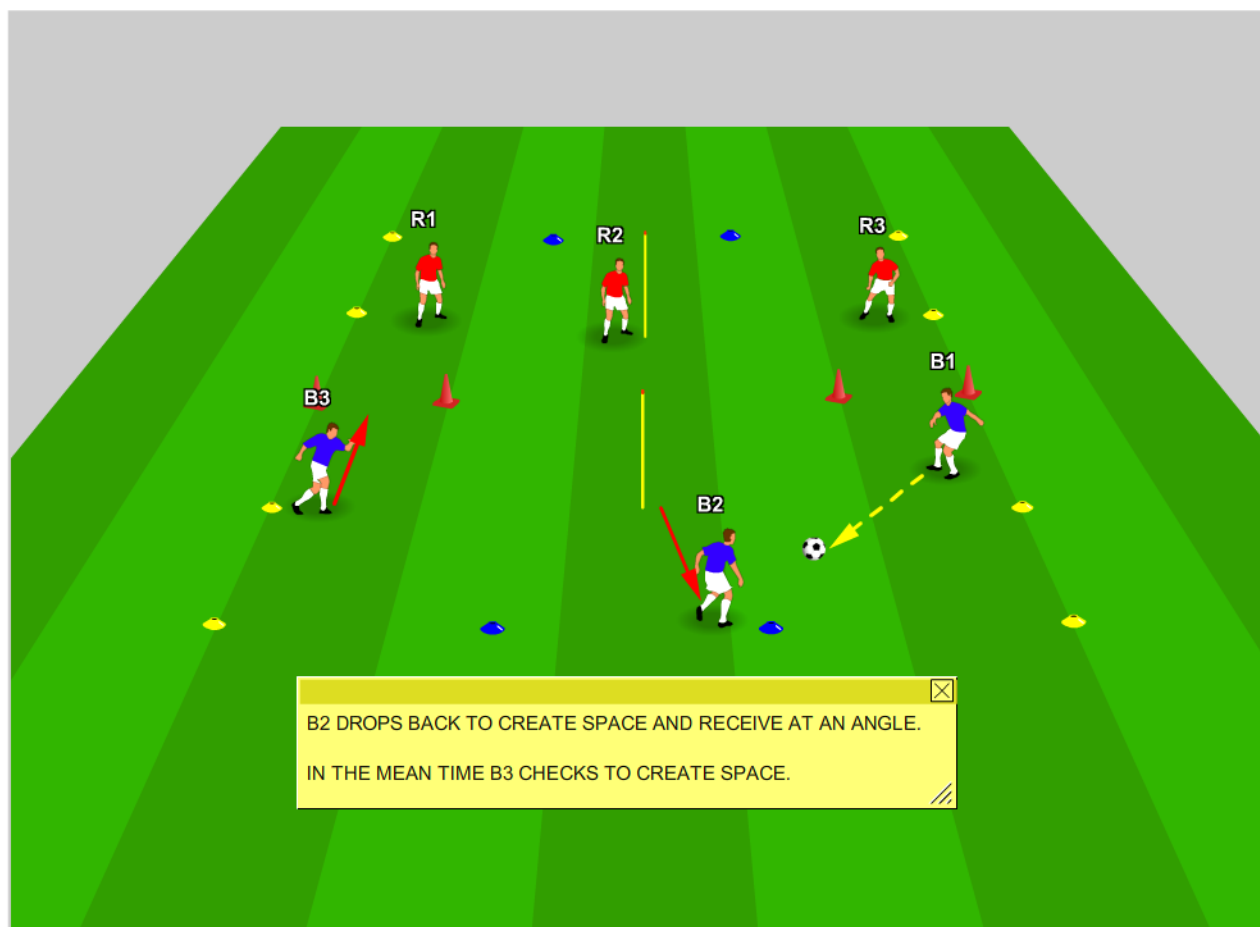 R1
R2
R3
B1
B3
B2
B2 DROPS BACK TO CREATE SPACE AND RECEIVE AT AN ANGLE.
IN THE MEAN TIME B3 CHECKS TO CREATE SPACE.